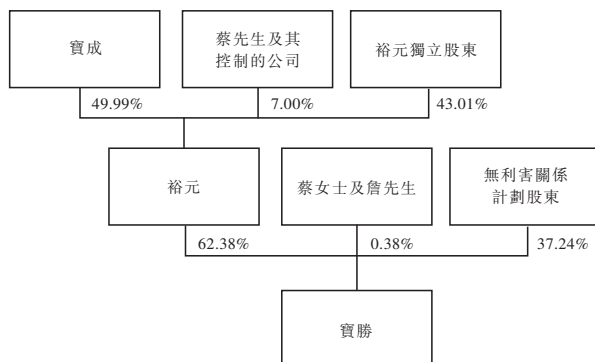 寶成
蔡先生及其
控制的公司
裕元獨立股東
49.99%
7.00%
43.01%
裕元
蔡女士及詹先生
無利害關係
計劃股東
62.38%
0.38%
37.24%
寶勝